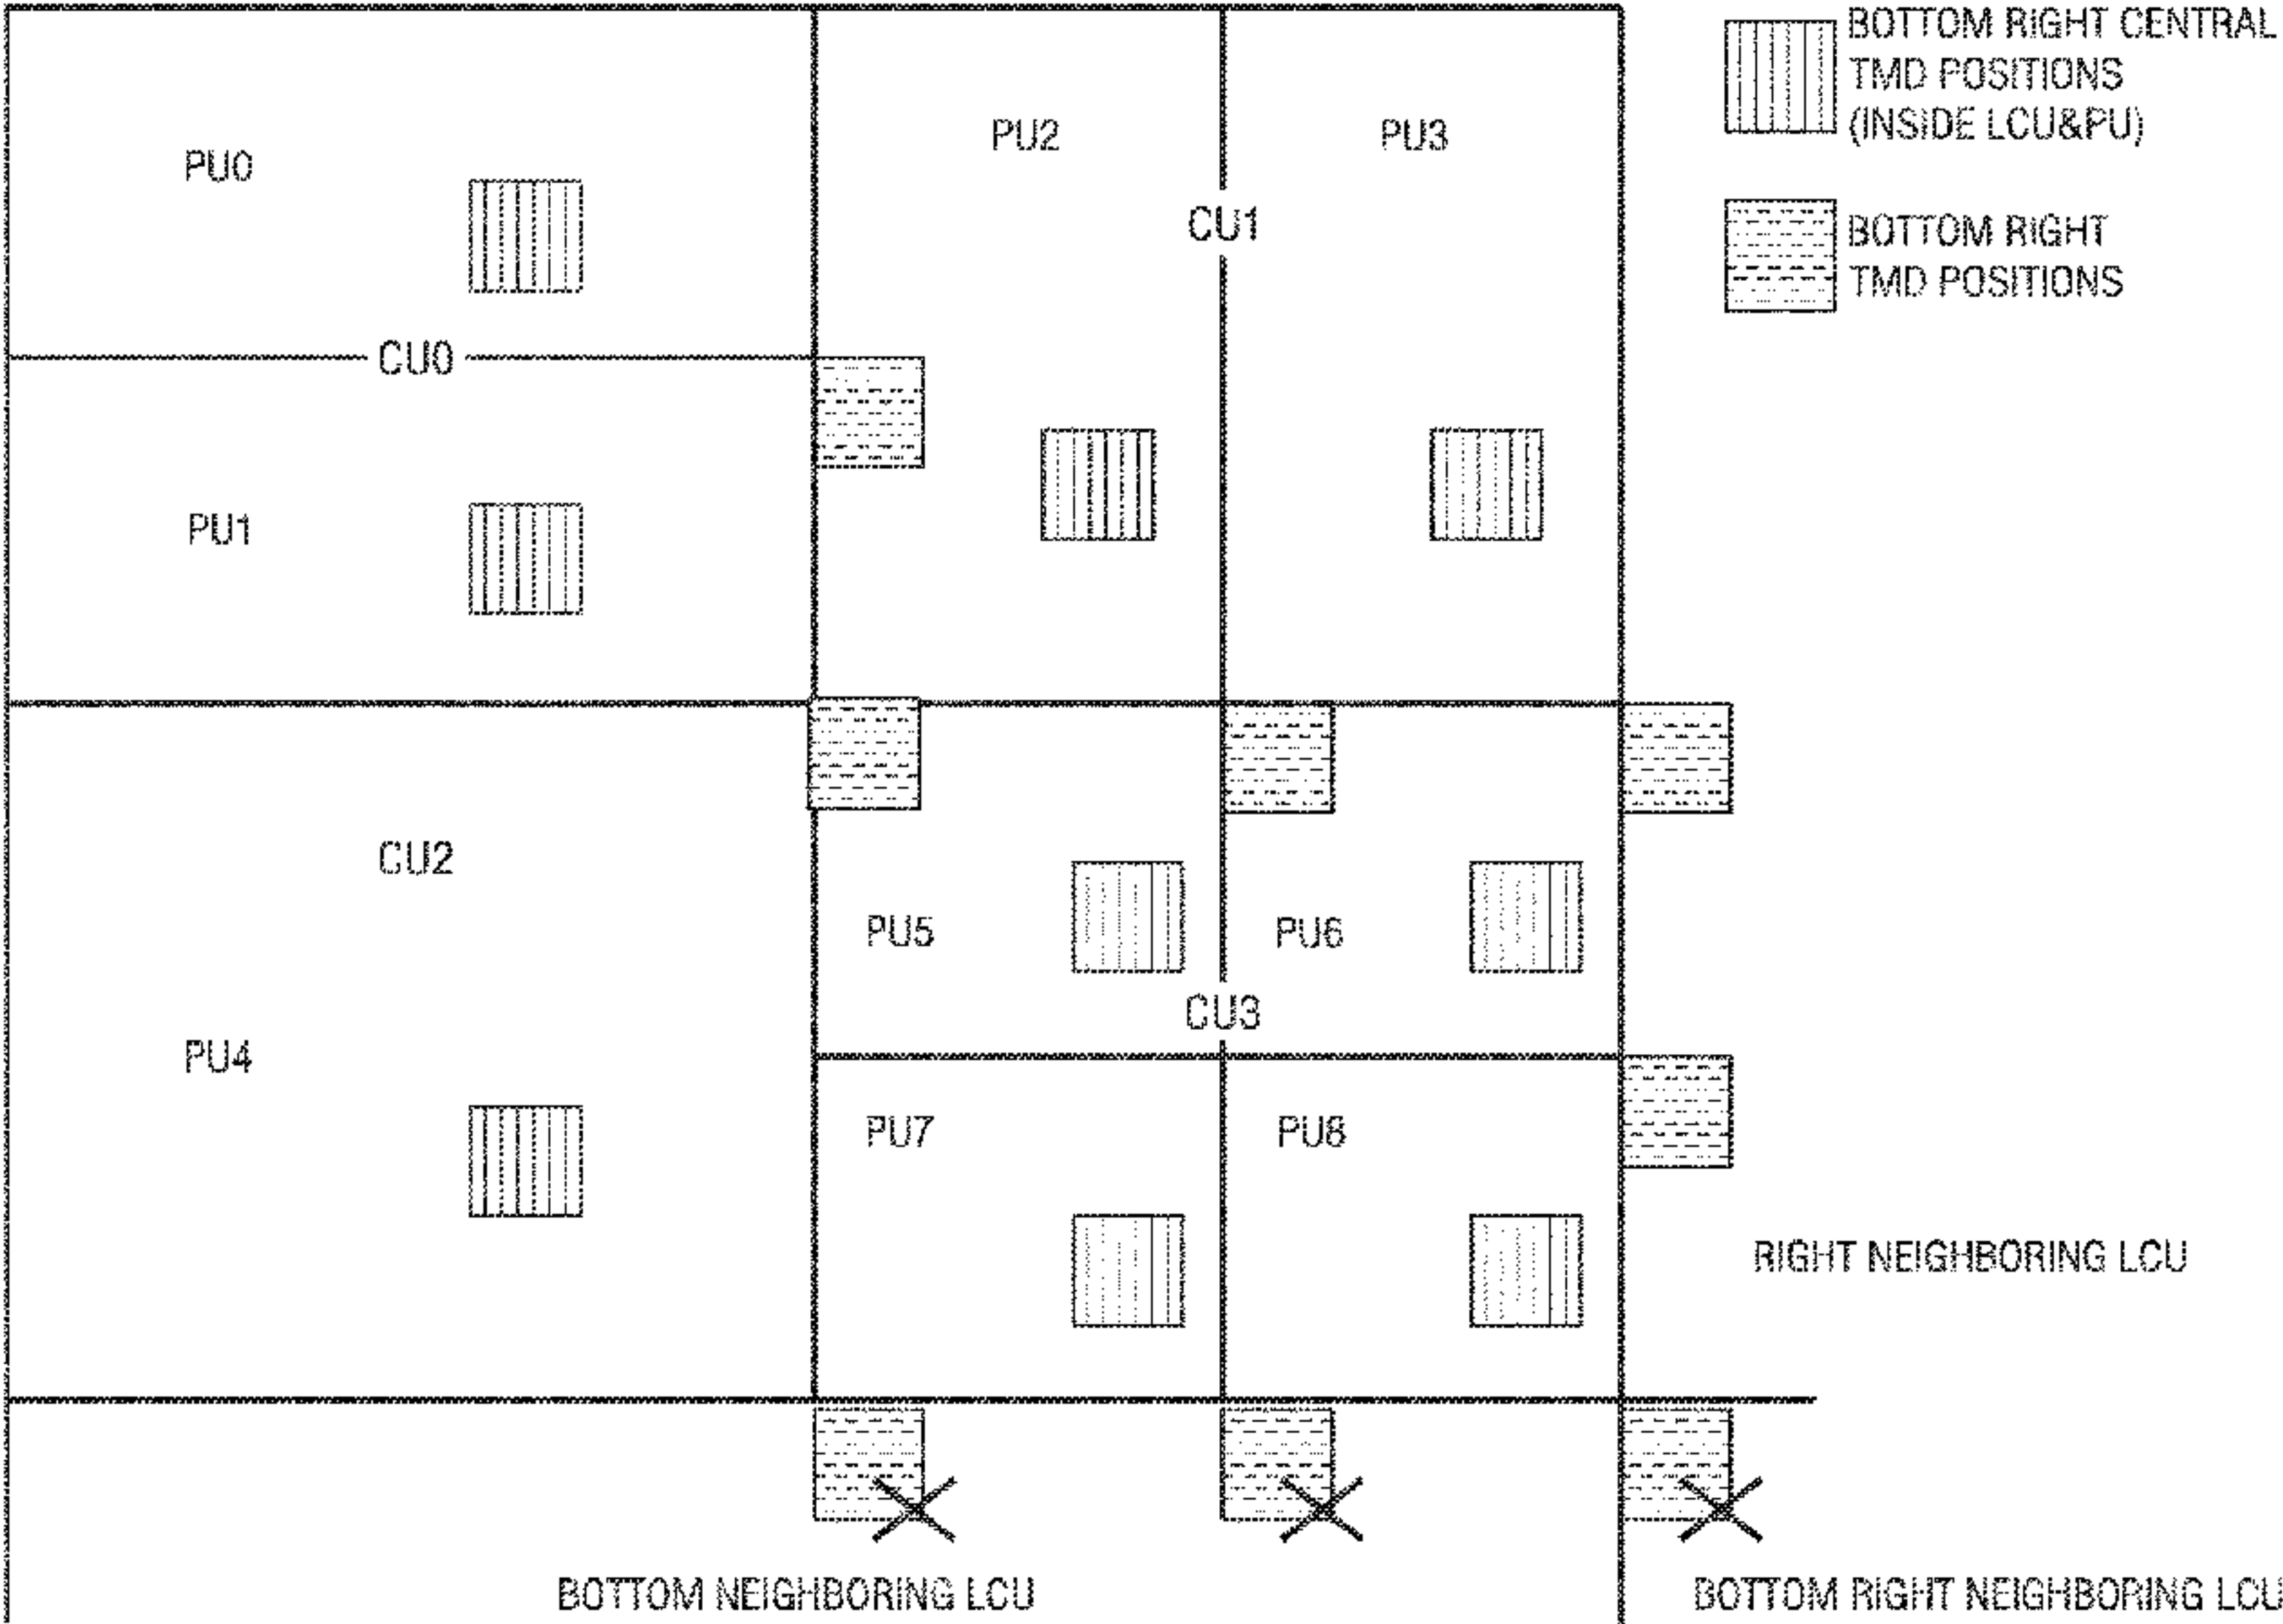 BOTTOM RIGHT CENTRAL
TMD POSITIONS
(INSIDE LCU&PU)
BOTTOM RIGHT
TMD POSITIONS
PU0
PU2
PU3
CU1
CU0
PU1
CU2
PU5
PU6
CU3
PU4
PU7
PU8
RIGHT NEIGHBORING LCU
BOTTOM NEIGHBORING LCU
BOTTOM RIGHT NEIGHBORING LCU